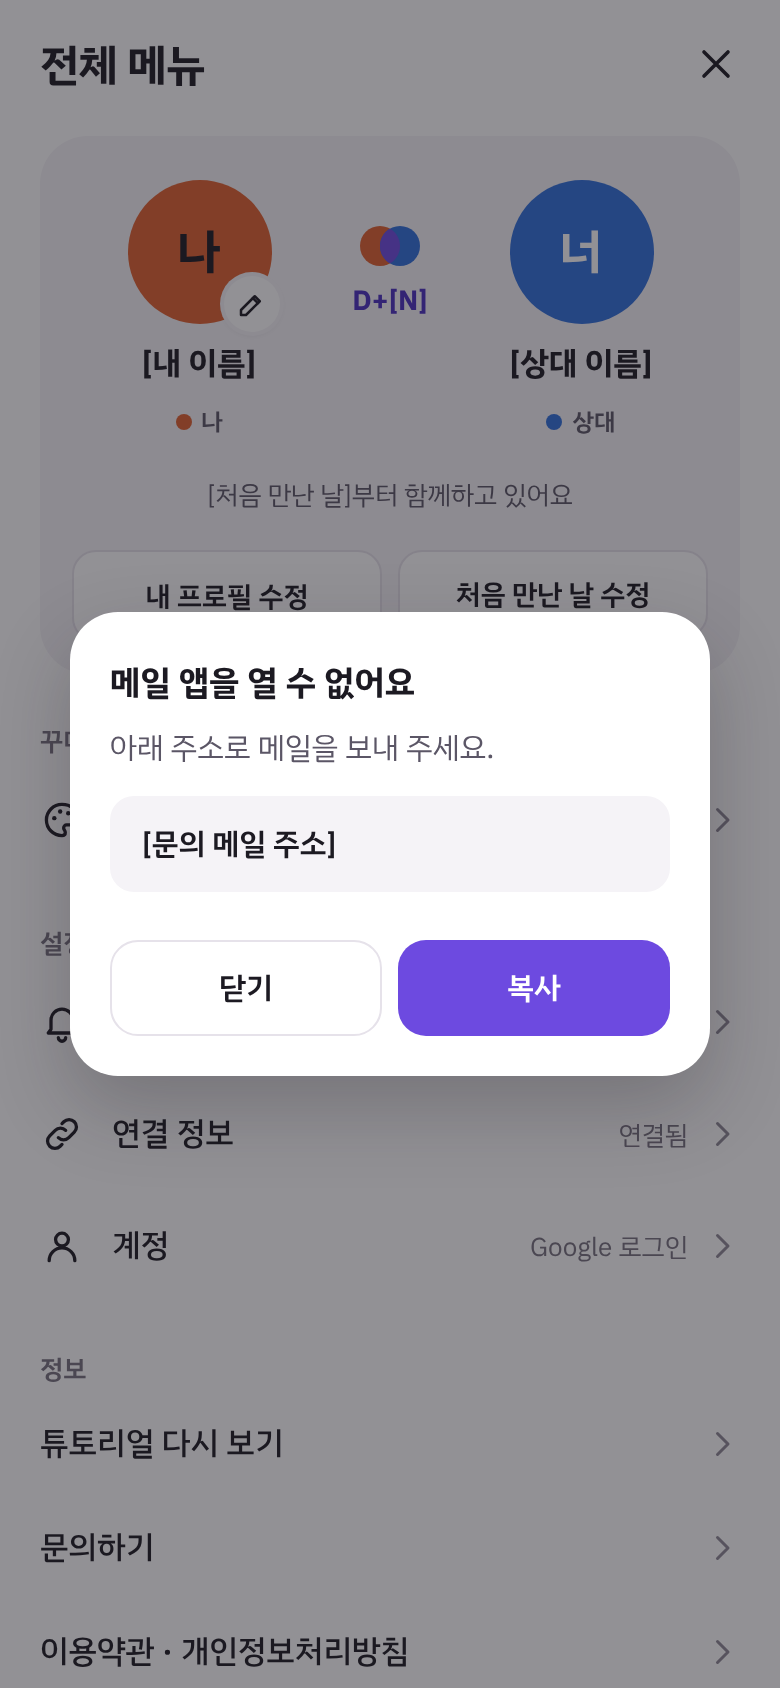 전체 메뉴
나
너
D+[N]
[내 이름]
[상대 이름]
나
상대
[처음 만난 날]부터 함께하고 있어요
내 프로필 수정
처음 만난 날 수정
메일 앱을 열 수 없어요
아래 주소로 메일을 보내 주세요.
[문의 메일 주소]
닫기
복사
연결 정보
연결됨
계정
Google 로그인
정보
튜토리얼 다시 보기
문의하기
이용약관 · 개인정보처리방침